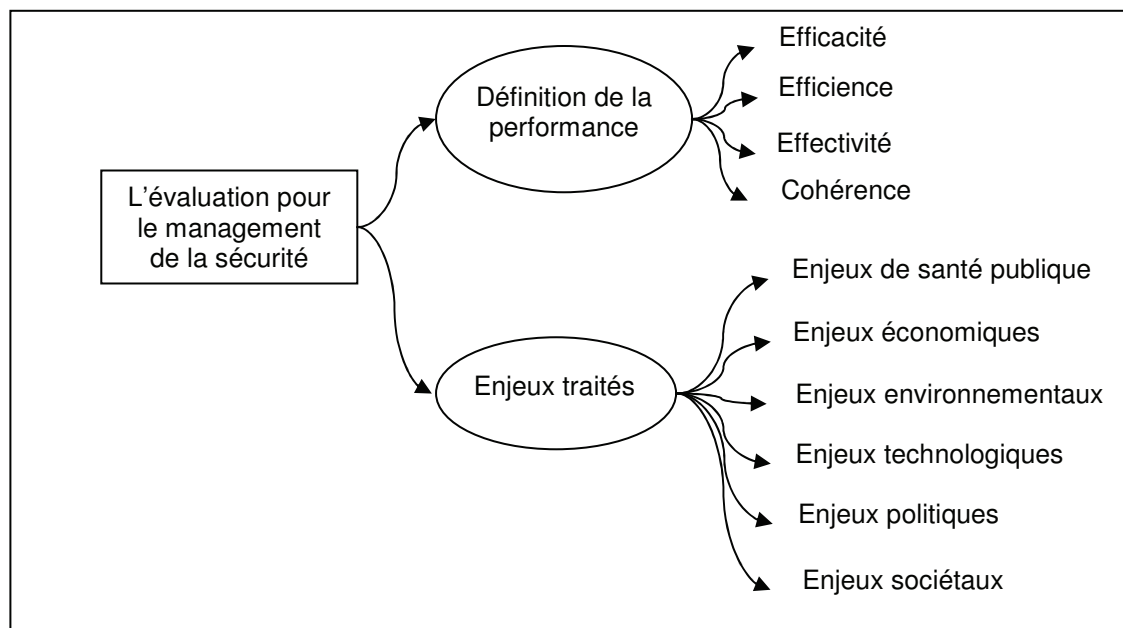 L'évaluation pour
le management
de la sécurité
Définition de la
performance
Efficacité
Efficience
Effectivité
Cohérence
Enjeux traités
Enjeux de santé publique
Enjeux économiques
Enjeux environnementaux
Enjeux technologiques
Enjeux politiques
Enjeux sociétaux